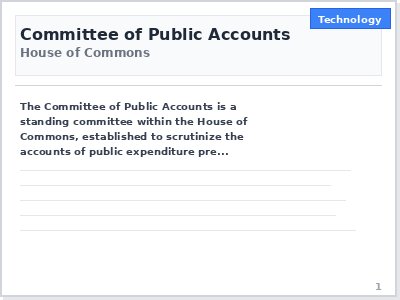 Technology
Committee of Public Accounts
House of Commons
The Committee of Public Accounts is a
standing committee within the House of
Commons, established to scrutinize the
accounts of public expenditure pre...
1